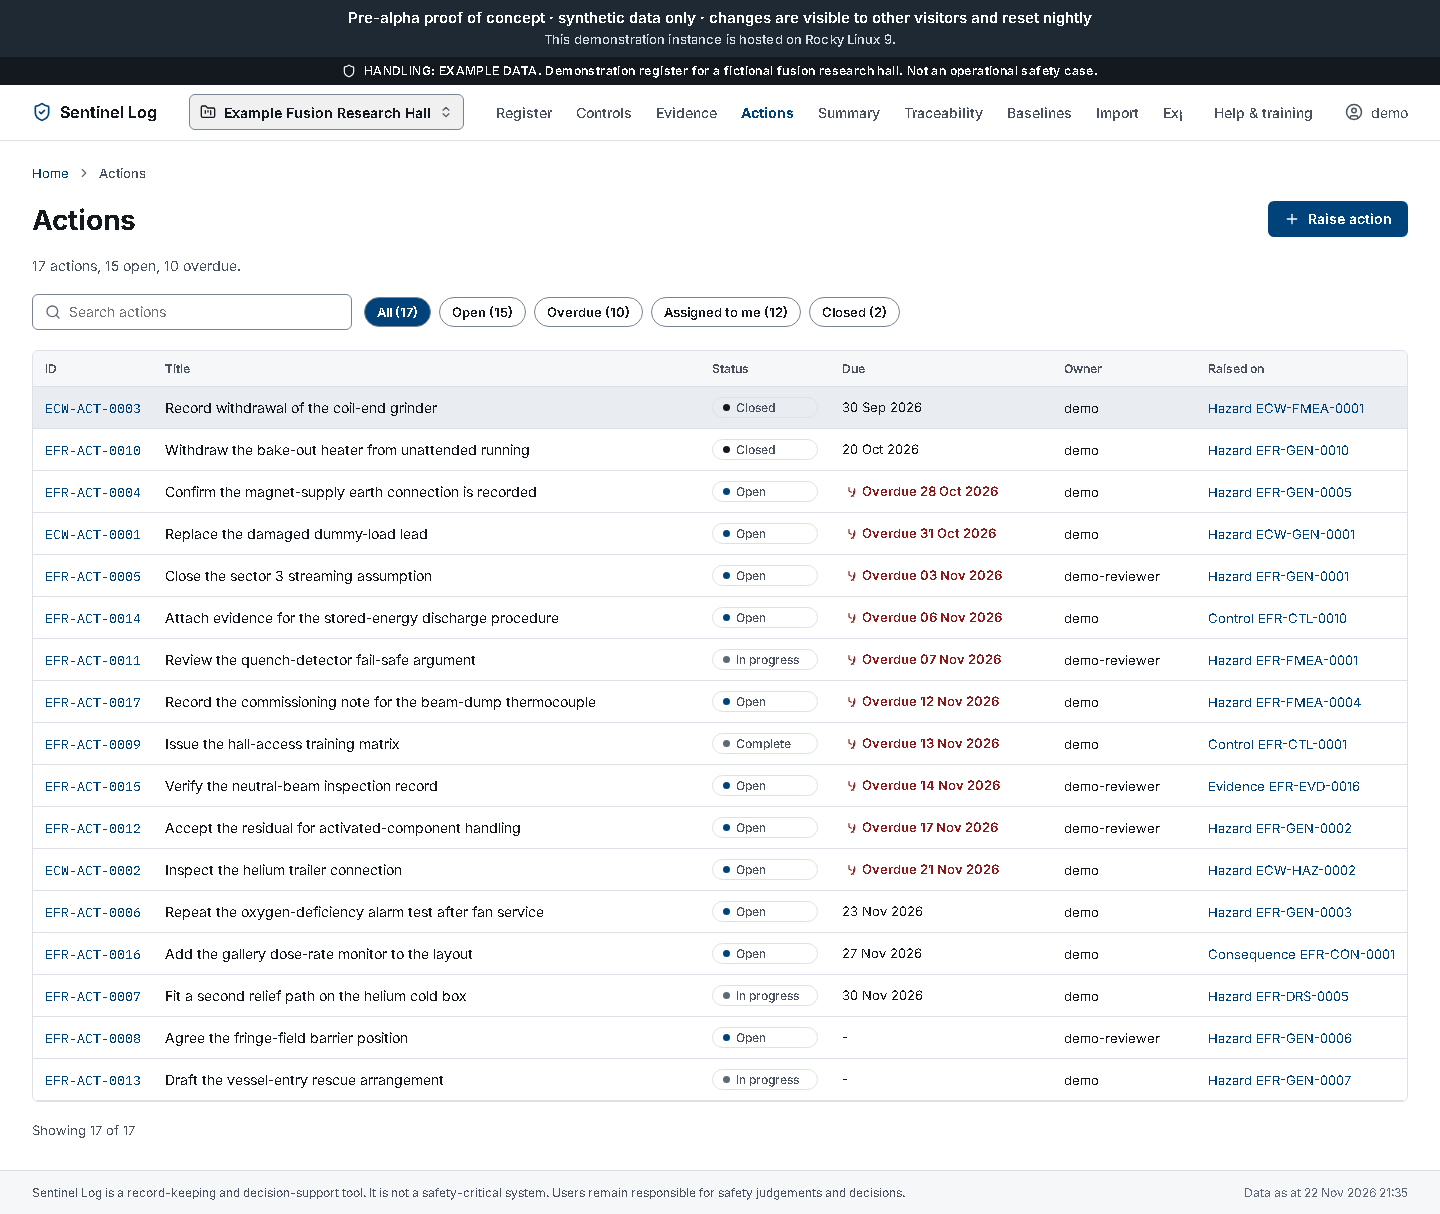 Pre-alpha proof of concept · synthetic data only · changes are visible to other visitors and reset nightly
This demonstration instance is hosted on Rocky Linux 9.
HANDLING: EXAMPLE DATA. Demonstration register for a fictional fusion research hall. Not an operational safety case.
Sentinel Log Example Fusion Research Hall Register Controls Evidence Actions Summary Traceability Baselines Import Help & training demo
Home > Actions
Actions
+ Raise action
17 actions, 15 open, 10 overdue.
Search actions All (17) Open (15) Overdue (10) Assigned to me (12) Closed (2)
ID Title Status Due Owner Raised on
ECW-ACT-0003 Record withdrawal of the coil-end grinder Closed 30 Sep 2026 demo Hazard ECW-FMEA-0001
EFR-ACT-0010 Withdraw the bake-out heater from unattended running Closed 20 Oct 2026 demo Hazard EFR-GEN-0010
EFR-ACT-0004 Confirm the magnet-supply earth connection is recorded Open Overdue 28 Oct 2026 demo Hazard EFR-GEN-0005
ECW-ACT-0001 Replace the damaged dummy-load lead Open Overdue 31 Oct 2026 demo Hazard ECW-GEN-0001
EFR-ACT-0005 Close the sector 3 streaming assumption Open Overdue 03 Nov 2026 demo-reviewer Hazard EFR-GEN-0001
EFR-ACT-0014 Attach evidence for the stored-energy discharge procedure Open Overdue 06 Nov 2026 demo Control EFR-CTL-0010
EFR-ACT-0011 Review the quench-detector fail-safe argument In progress Overdue 07 Nov 2026 demo-reviewer Hazard EFR-FMEA-0001
EFR-ACT-0017 Record the commissioning note for the beam-dump thermocouple Open Overdue 12 Nov 2026 demo Hazard EFR-FMEA-0004
EFR-ACT-0009 Issue the hall-access training matrix Complete Overdue 13 Nov 2026 demo Control EFR-CTL-0001
EFR-ACT-0015 Verify the neutral-beam inspection record Open Overdue 14 Nov 2026 demo-reviewer Evidence EFR-EVD-0016
EFR-ACT-0012 Accept the residual for activated-component handling Open Overdue 17 Nov 2026 demo-reviewer Hazard EFR-GEN-0002
ECW-ACT-0002 Inspect the helium trailer connection Open Overdue 21 Nov 2026 demo Hazard ECW-HAZ-0002
EFR-ACT-0006 Repeat the oxygen-deficiency alarm test after fan service Open 23 Nov 2026 demo Hazard EFR-GEN-0003
EFR-ACT-0016 Add the gallery dose-rate monitor to the layout Open 27 Nov 2026 demo Consequence EFR-CON-0001
EFR-ACT-0007 Fit a second relief path on the helium cold box In progress 30 Nov 2026 demo Hazard EFR-DRS-0005
EFR-ACT-0008 Agree the fringe-field barrier position Open - demo-reviewer Hazard EFR-GEN-0006
EFR-ACT-0013 Draft the vessel-entry rescue arrangement In progress - demo Hazard EFR-GEN-0007
Showing 17 of 17
Sentinel Log is a record-keeping and decision-support tool. It is not a safety-critical system. Users remain responsible for safety judgements and decisions. Data as at 22 Nov 2026 21:35